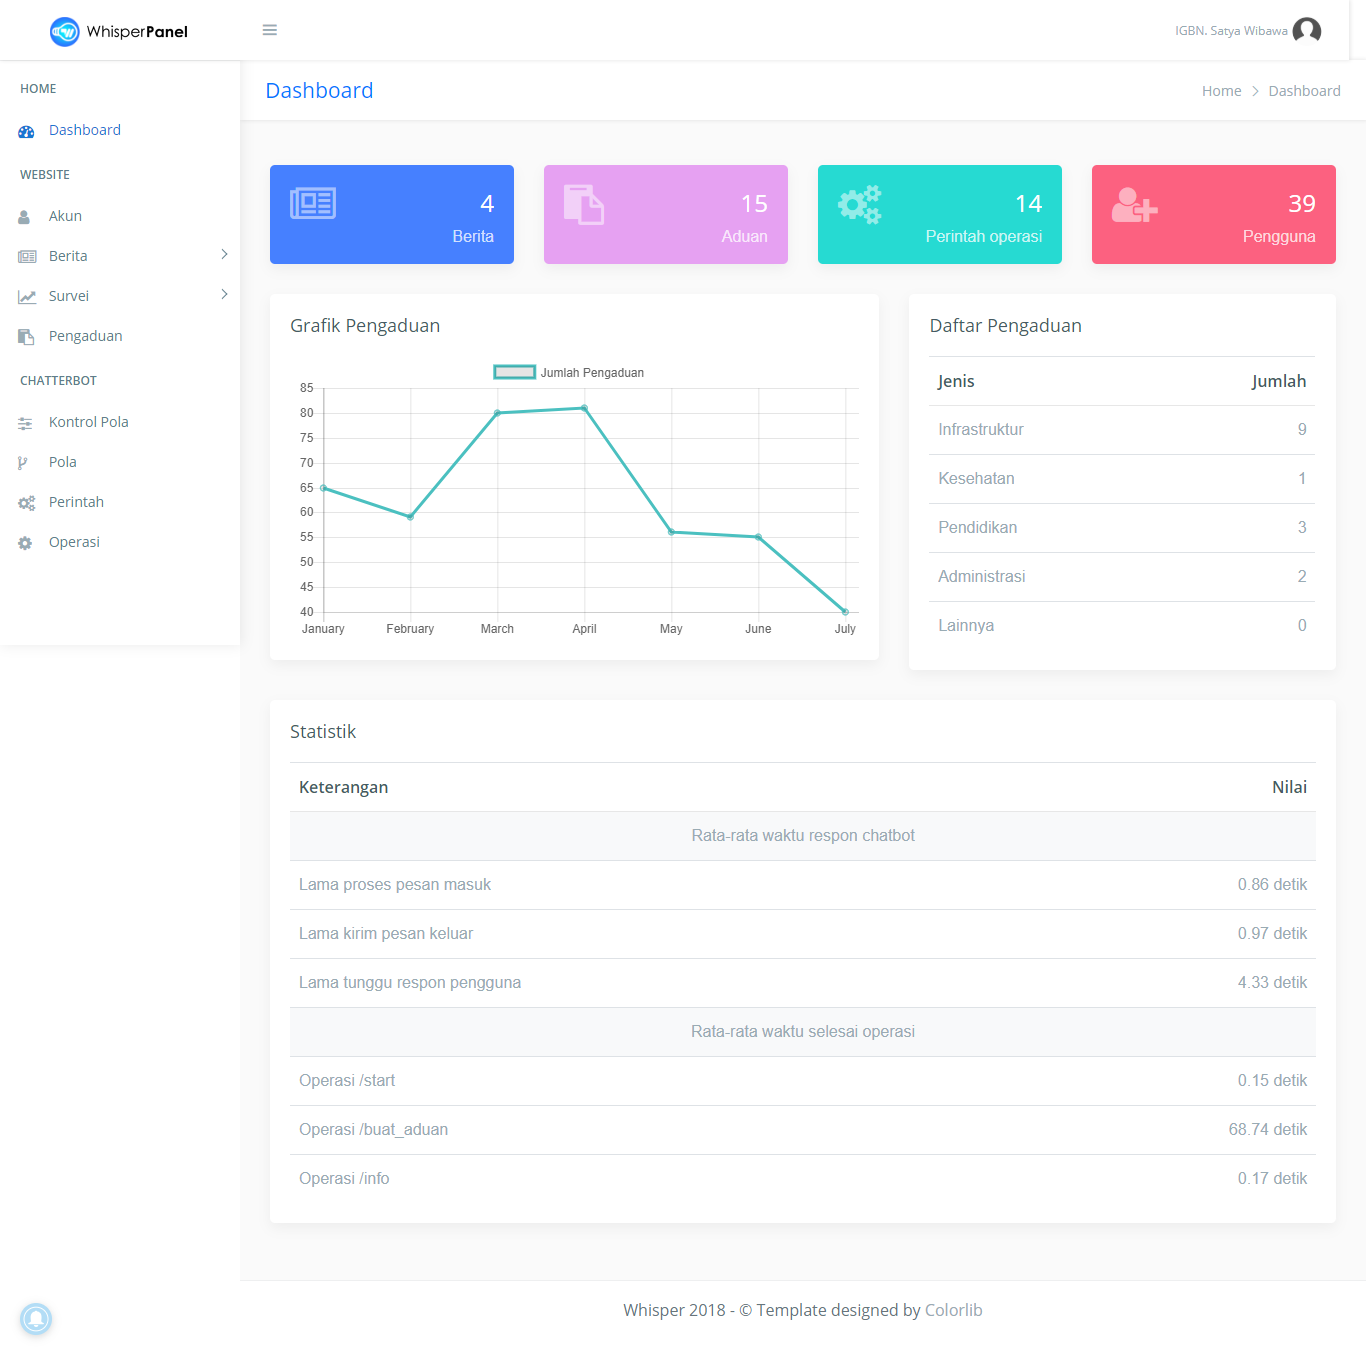 WhisperPanel
IGBN. Satya Wibawa
HOME
Dashboard
WEBSITE
Akun
Berita
Survei
Pengaduan
CHATTERBOT
Kontrol Pola
Pola
Perintah
Operasi
Dashboard
Home > Dashboard
4
Berita
15
Aduan
14
Perintah operasi
39
Pengguna
Grafik Pengaduan
Jumlah Pengaduan
85
80
75
70
65
60
55
50
45
40
January February March April May June July
Daftar Pengaduan
Jenis Jumlah
Infrastruktur 9
Kesehatan 1
Pendidikan 3
Administrasi 2
Lainnya 0
Statistik
Keterangan Nilai
Rata-rata waktu respon chatbot
Lama proses pesan masuk 0.86 detik
Lama kirim pesan keluar 0.97 detik
Lama tunggu respon pengguna 4.33 detik
Rata-rata waktu selesai operasi
Operasi /start 0.15 detik
Operasi /buat_aduan 68.74 detik
Operasi /info 0.17 detik
Whisper 2018 - © Template designed by Colorlib